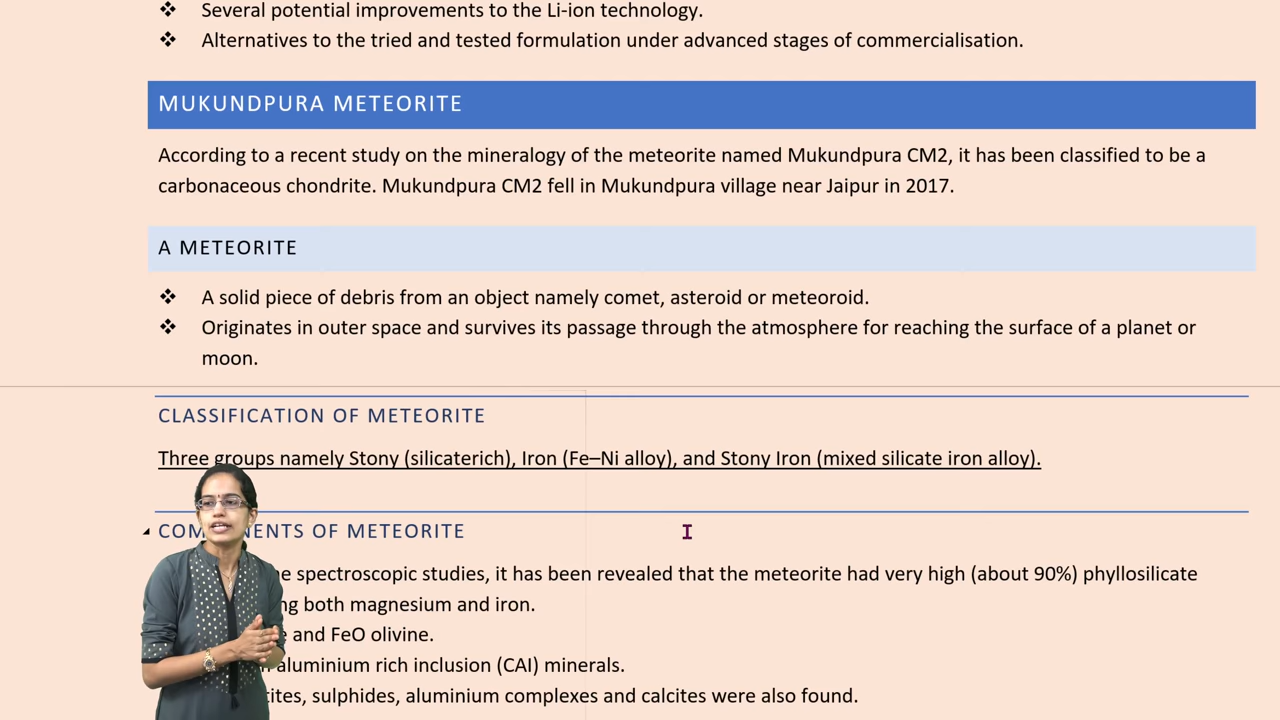 ❖ Several potential improvements to the Li-ion technology.
❖ Alternatives to the tried and tested formulation under advanced stages of commercialisation.
MUKUNDPURA METEORITE
According to a recent study on the mineralogy of the meteorite named Mukundpura CM2, it has been classified to be a
carbonaceous chondrite. Mukundpura CM2 fell in Mukundpura village near Jaipur in 2017.
A METEORITE
❖ A solid piece of debris from an object namely comet, asteroid or meteoroid.
❖ Originates in outer space and survives its passage through the atmosphere for reaching the surface of a planet or
moon.
CLASSIFICATION OF METEORITE
Three groups namely Stony (silicaterich), Iron (Fe–Ni alloy), and Stony Iron (mixed silicate iron alloy).
OF METEORITE
spectroscopic studies, it has been revealed that the meteorite had very high (about 90%) phyllosilicate
both magnesium and iron.
and FeO olivine.
aluminium rich inclusion (CAI) minerals.
sulphides, aluminium complexes and calcites were also found.